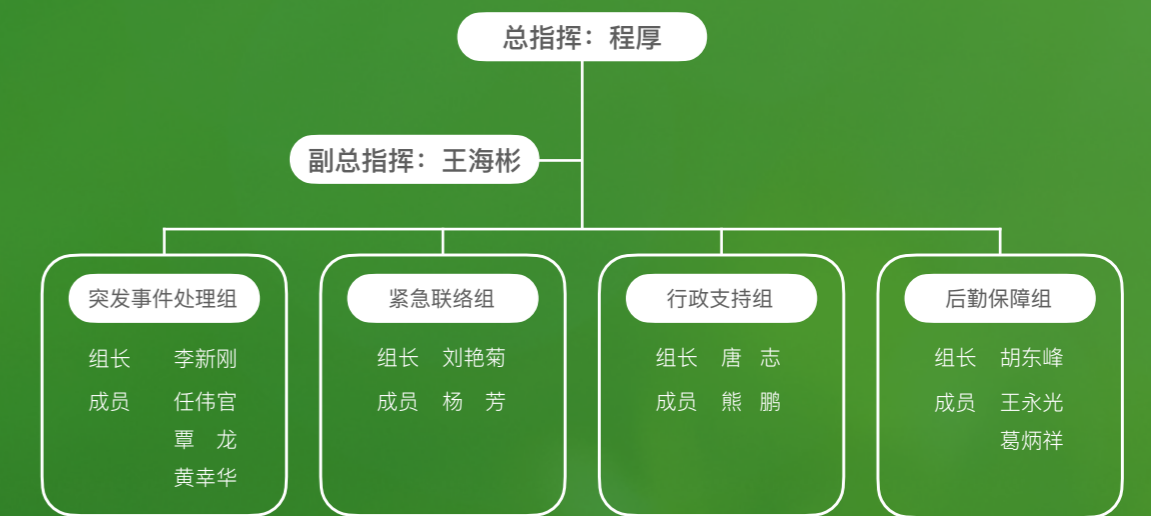 总指挥：程厚
副总指挥：王海彬
突发事件处理组
组长 李新刚
成员 任伟官
覃 龙
黄幸华
紧急联络组
组长 刘艳菊
成员 杨 芳
行政支持组
组长 唐 志
成员 熊 鹏
后勤保障组
组长 胡东峰
成员 王永光
葛炳祥